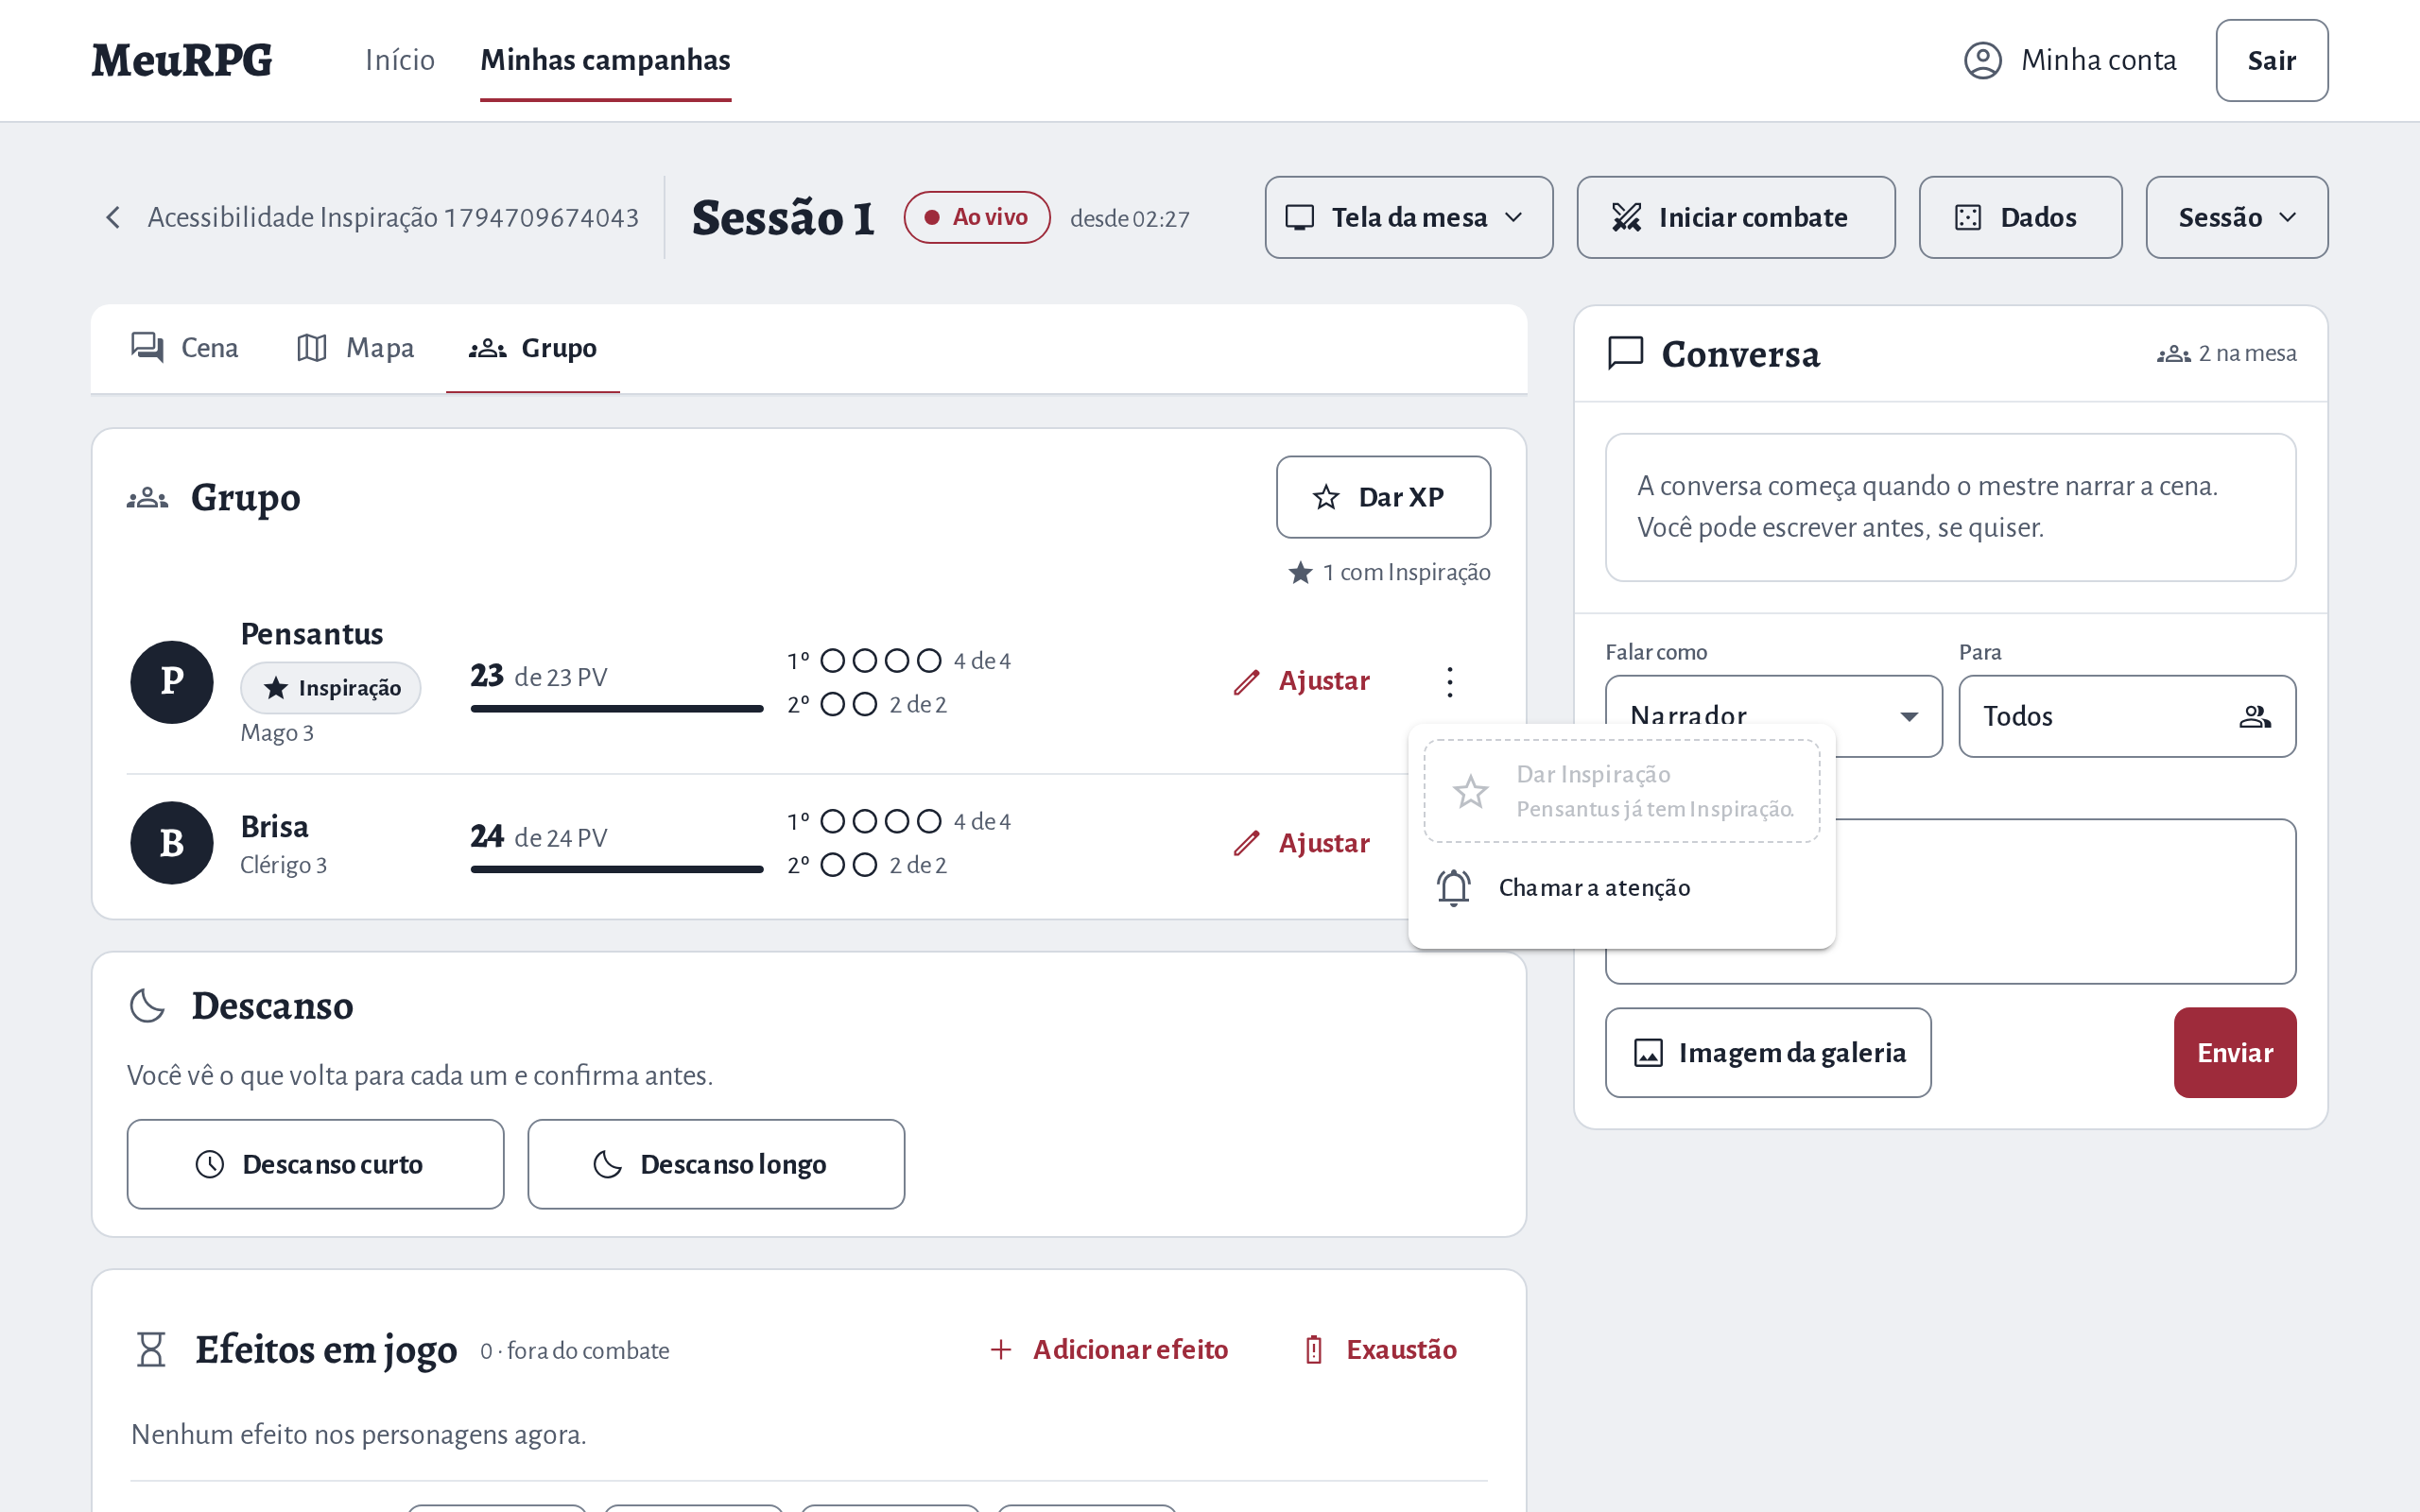 MeuRPG
Início
Minhas campanhas
Minha conta
Sair
Acessibilidade Inspiração 1794709674043
Sessão 1
Ao vivo
desde 02:27
Tela da mesa
Iniciar combate
Dados
Sessão
Cena
Mapa
Grupo
Grupo
Dar XP
1 com Inspiração
P
Pensantus
Inspiração
Mago 3
23 de 23 PV
1º 4 de 4
2º 2 de 2
Ajustar
B
Brisa
Clérigo 3
24 de 24 PV
1º 4 de 4
2º 2 de 2
Ajustar
Dar Inspiração
Pensantus já tem Inspiração.
Chamar a atenção
Descanso
Você vê o que volta para cada um e confirma antes.
Descanso curto
Descanso longo
Efeitos em jogo
0 · fora do combate
Adicionar efeito
Exaustão
Nenhum efeito nos personagens agora.
Conversa
2 na mesa
A conversa começa quando o mestre narrar a cena.
Você pode escrever antes, se quiser.
Falar como
Narrador
Para
Todos
Imagem da galeria
Enviar